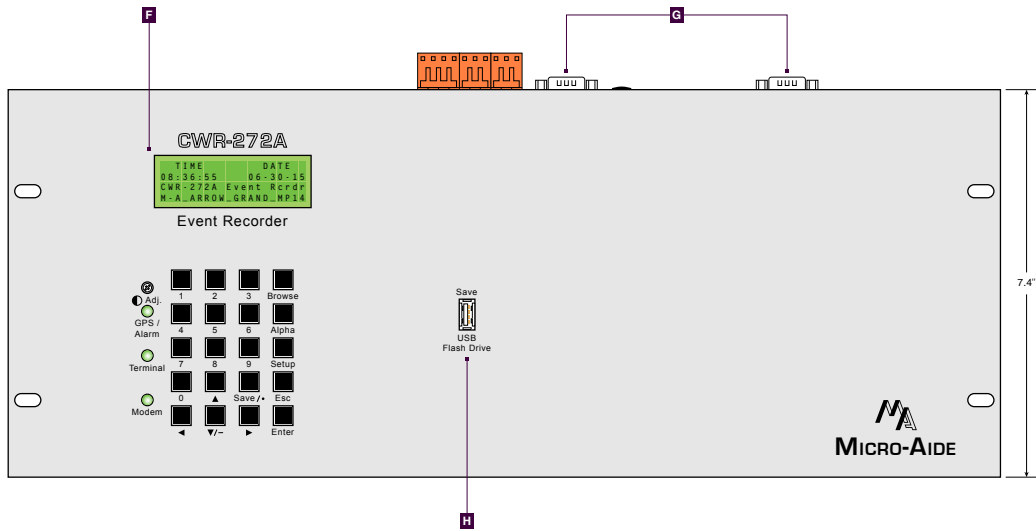 F
G
CWR-272A
TIME DATE
08:36:55 06-30-15
CWR-272A Event Rcrdr
M-A_ARROW_GRAND_MP14
Event Recorder
7.4"
Adj.
1 2 3 Browse
GPS /
Alarm
4 5 6 Alpha
Terminal
7 8 9 Setup
Modem
0 ▲ Save/• Esc
◄ ▼/– ► Enter
Save
USB
Flash Drive
MA
MICRO-AIDE
H